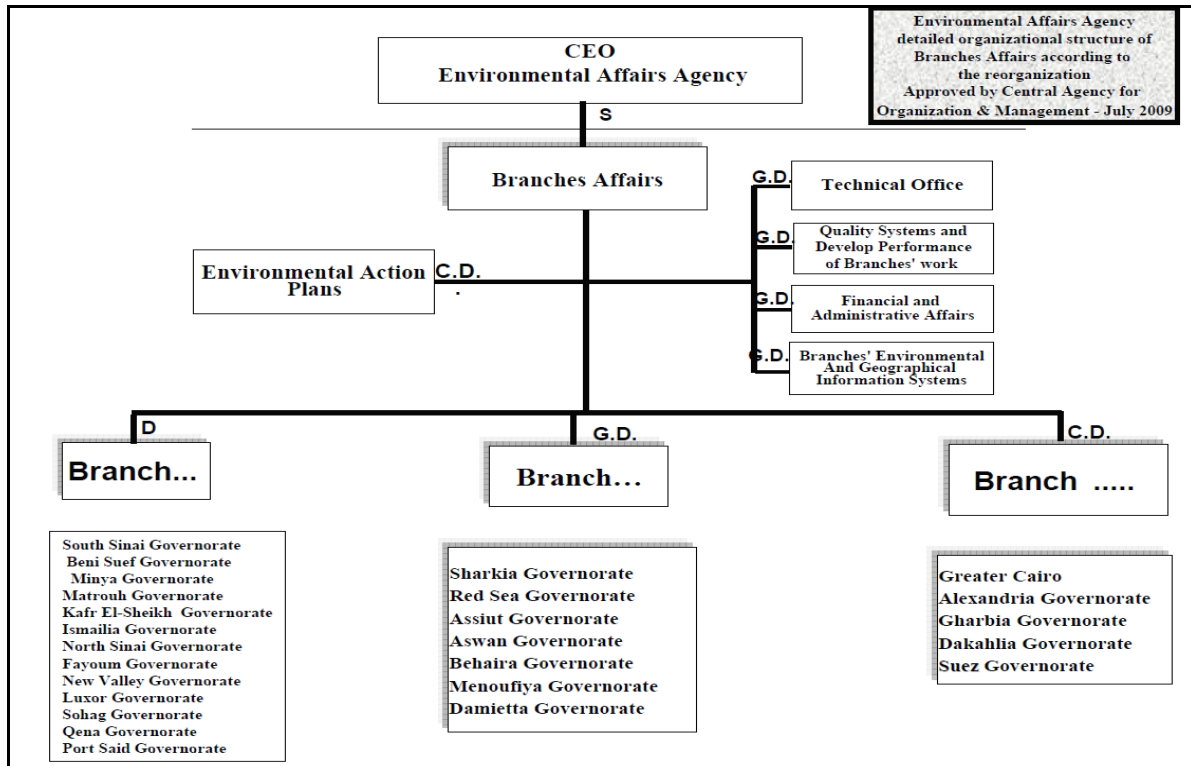 Environmental Affairs Agency
detailed organizational structure of
Branches Affairs according to
the reorganization
Approved by Central Agency for
Organization & Management - July 2009
CEO
Environmental Affairs Agency
S
Branches Affairs
G.D.
Technical Office
G.D.
Quality Systems and
Develop Performance
of Branches' work
Environmental Action
Plans
C.D.
.
G.D.
Financial and
Administrative Affairs
G.D.
Branches' Environmental
And Geographical
Information Systems
D
Branch...
South Sinai Governorate
Beni Suef Governorate
Minya Governorate
Matrouh Governorate
Kafr El-Sheikh Governorate
Ismailia Governorate
North Sinai Governorate
Fayoum Governorate
New Valley Governorate
Luxor Governorate
Sohag Governorate
Qena Governorate
Port Said Governorate
G.D.
Branch...
Sharkia Governorate
Red Sea Governorate
Assiut Governorate
Aswan Governorate
Behaira Governorate
Menoufiya Governorate
Damietta Governorate
C.D.
Branch .....
Greater Cairo
Alexandria Governorate
Gharbia Governorate
Dakahlia Governorate
Suez Governorate